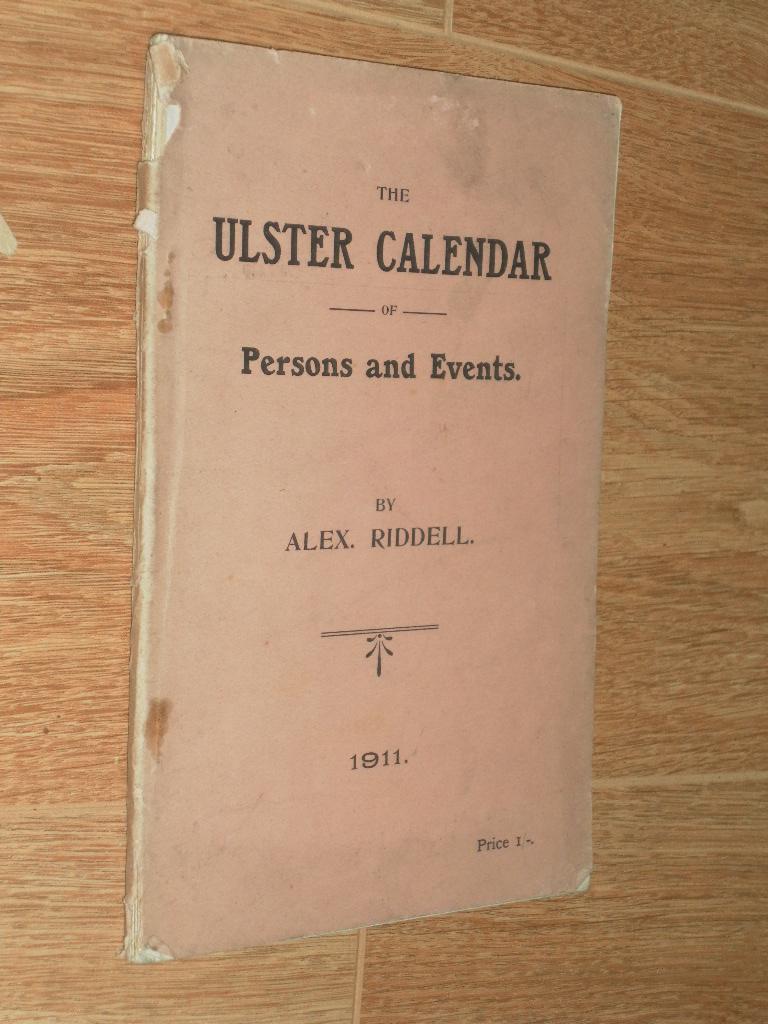 THE
ULSTER CALENDAR
OF
Persons and Events.
BY
ALEX. RIDDELL.
1911.
Price 1/-.